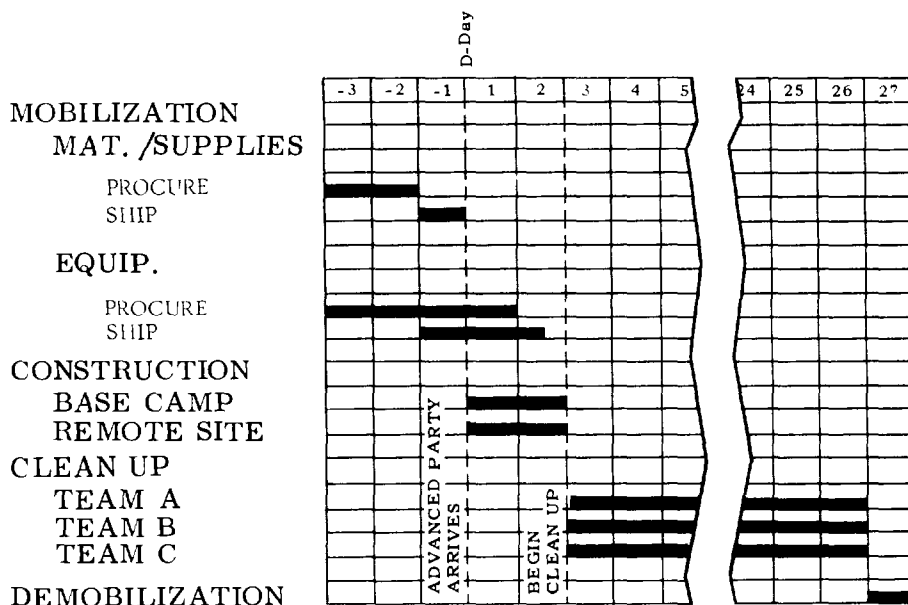 D-Day
-3 -2 -1 1 2 3 4 5 24 25 26 27
MOBILIZATION
MAT./SUPPLIES
PROCURE
SHIP
EQUIP.
PROCURE
SHIP
CONSTRUCTION
BASE CAMP
REMOTE SITE
CLEAN UP
TEAM A
TEAM B
TEAM C
DEMOBILIZATION
ADVANCED PARTY
ARRIVES
BEGIN
CLEAN UP